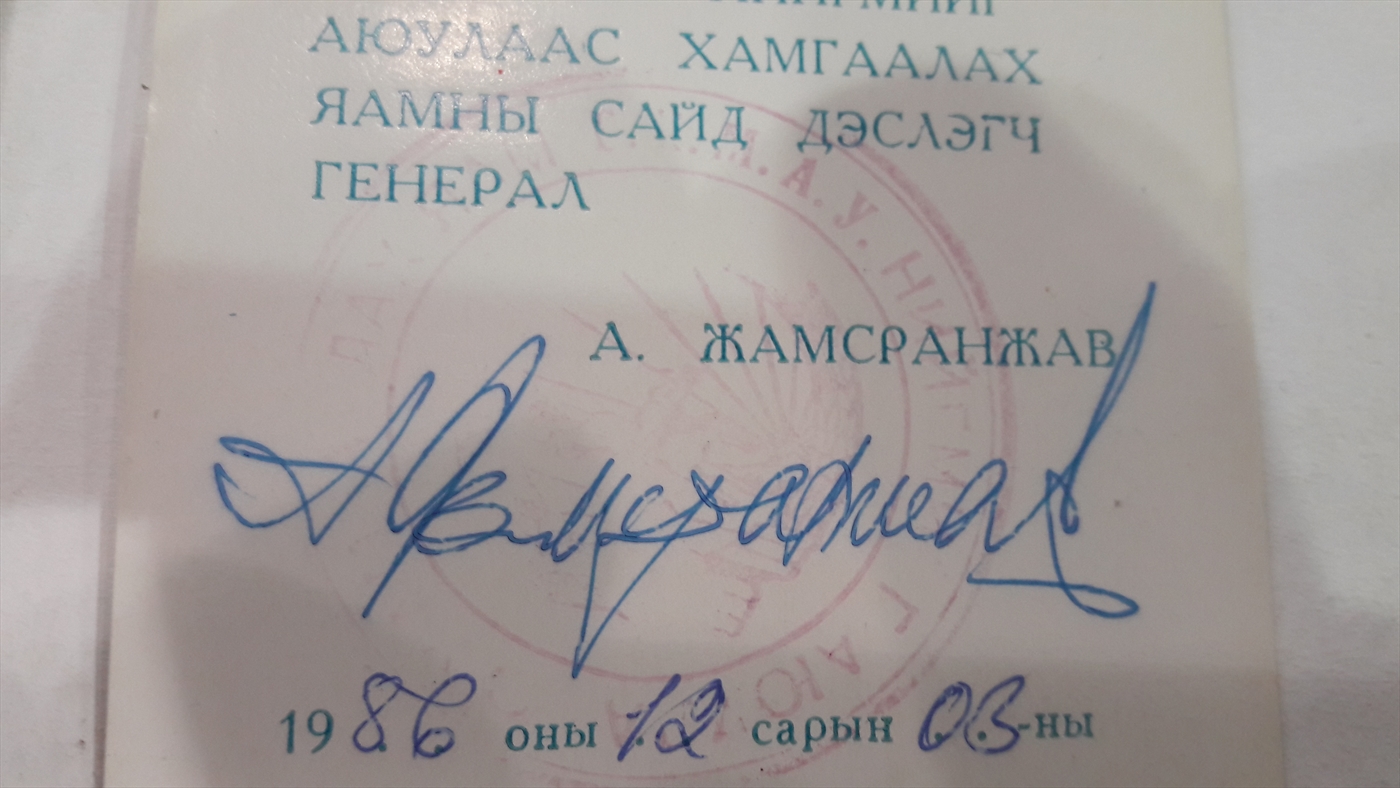 АЮУЛААС ХАМГААЛАХ
ЯАМНЫ САЙД ДЭСЛЭГЧ
ГЕНЕРАЛ
А. ЖАМСРАНЖАВ
1986 оны 12 сарын 03-ны